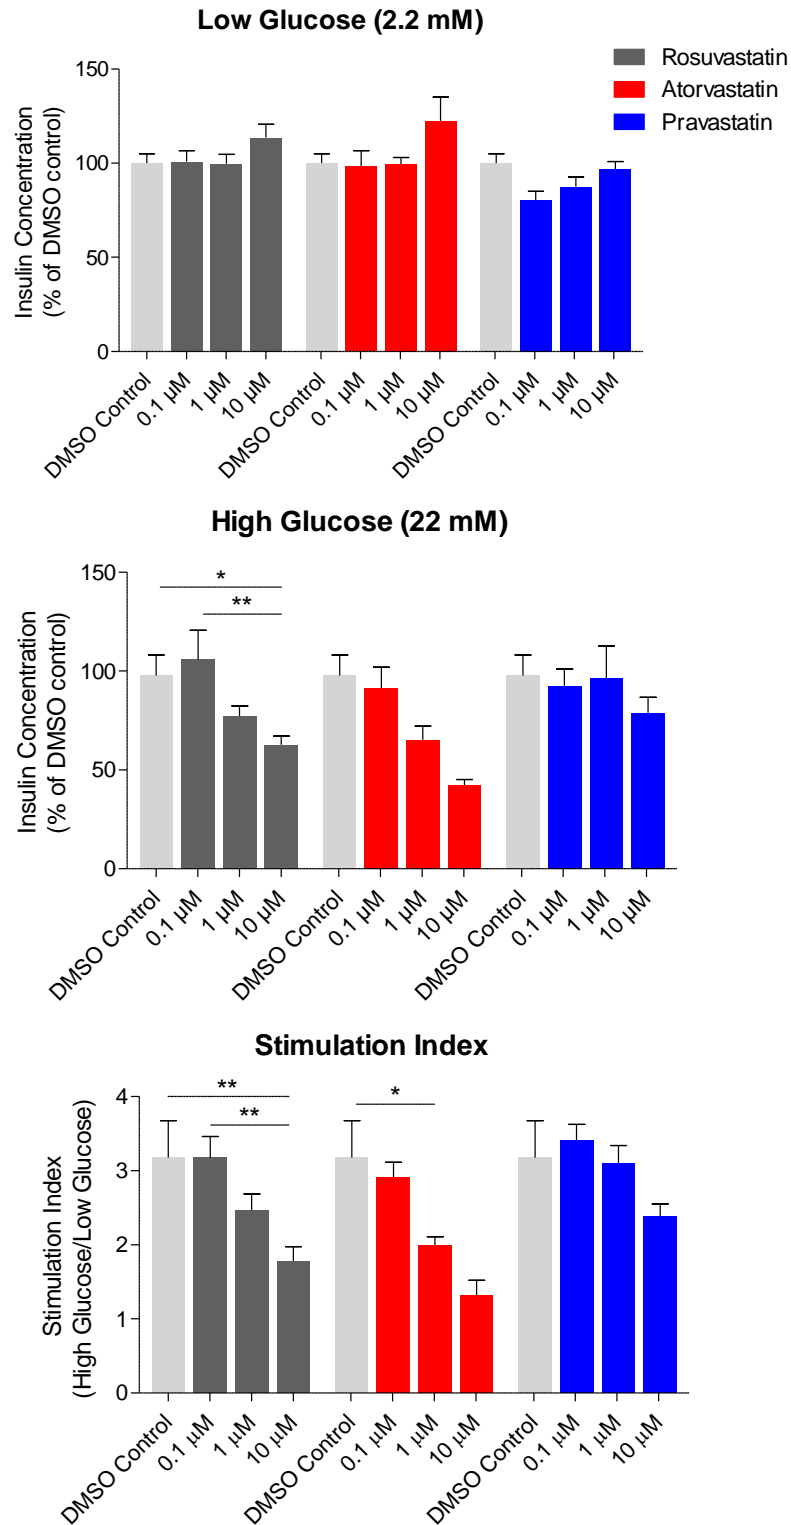 Low Glucose (2.2 mM)
Rosuvastatin
Atorvastatin
Pravastatin
Insulin Concentration
(% of DMSO control)
150
100
50
0
DMSO Control
0.1 µM
1 µM
10 µM
DMSO Control
0.1 µM
1 µM
10 µM
DMSO Control
0.1 µM
1 µM
10 µM
High Glucose (22 mM)
Insulin Concentration
(% of DMSO control)
150
100
50
0
*
**
DMSO Control
0.1 µM
1 µM
10 µM
DMSO Control
0.1 µM
1 µM
10 µM
DMSO Control
0.1 µM
1 µM
10 µM
Stimulation Index
Stimulation Index
(High Glucose/Low Glucose)
4
3
2
1
0
**
**
*
DMSO Control
0.1 µM
1 µM
10 µM
DMSO Control
0.1 µM
1 µM
10 µM
DMSO Control
0.1 µM
1 µM
10 µM